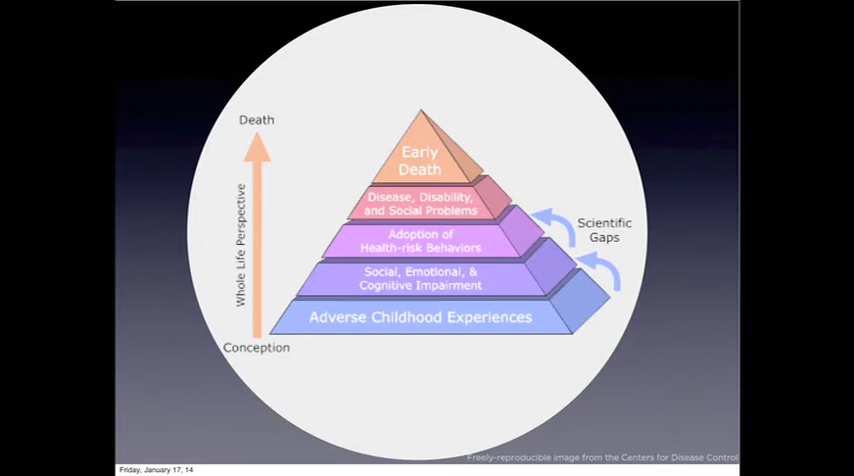 Death
Whole Life Perspective
Conception
Early
Death
Disease, Disability,
and Social Problems
Adoption of
Health-risk Behaviors
Social, Emotional, &
Cognitive Impairment
Adverse Childhood Experiences
Scientific
Gaps
Freely-reproducible image from the Centers for Disease Control
Friday, January 17, 14